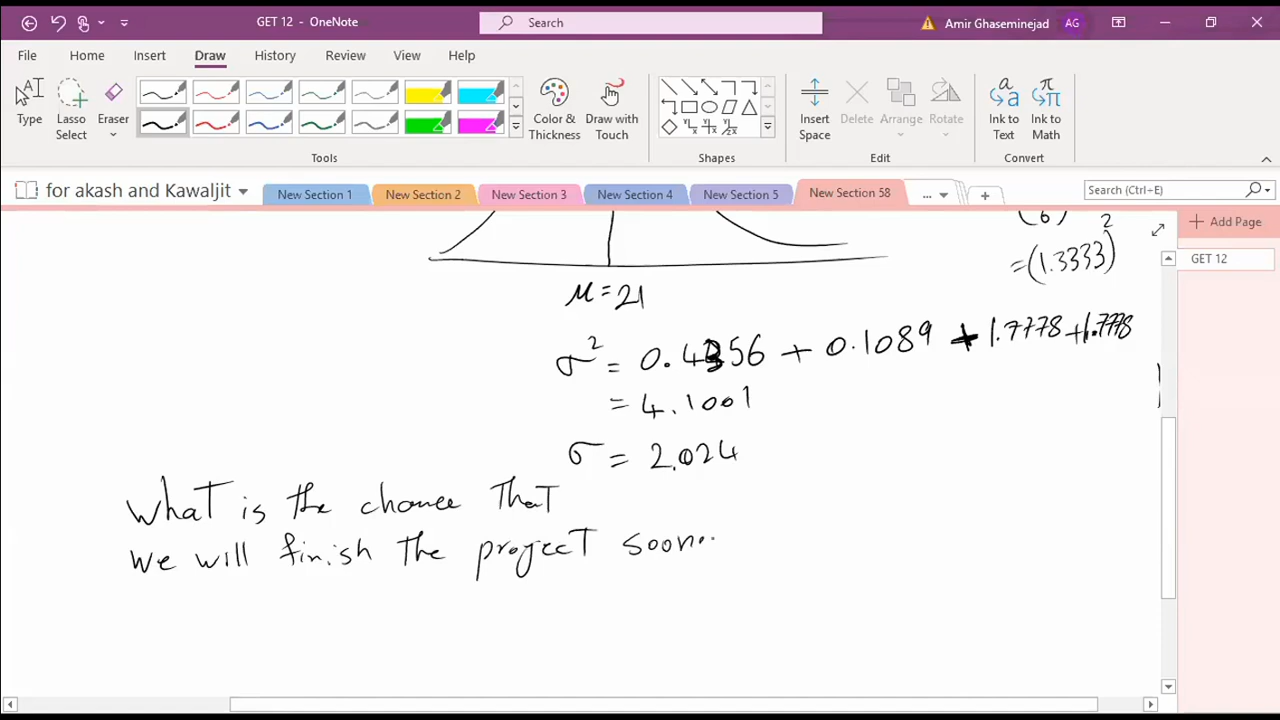 GET 12 - OneNote
Search
Amir Ghaseminejad AG
File Home Insert Draw History Review View Help
Type
Lasso Select
Eraser
Color & Thickness
Draw with Touch
Insert Space
Delete
Arrange
Rotate
Ink to Text
Ink to Math
Tools Shapes Edit Convert
for akash and Kawaljit
New Section 1 New Section 2 New Section 3 New Section 4 New Section 5 New Section 58 ...
Search (Ctrl+E)
Add Page
GET 12
(6)²
=(1.3333)
μ=21
σ² = 0.4356 + 0.1089 + 1.7778+1.7778
= 4.1001
σ = 2.024
What is the chance that
we will finish the project soon